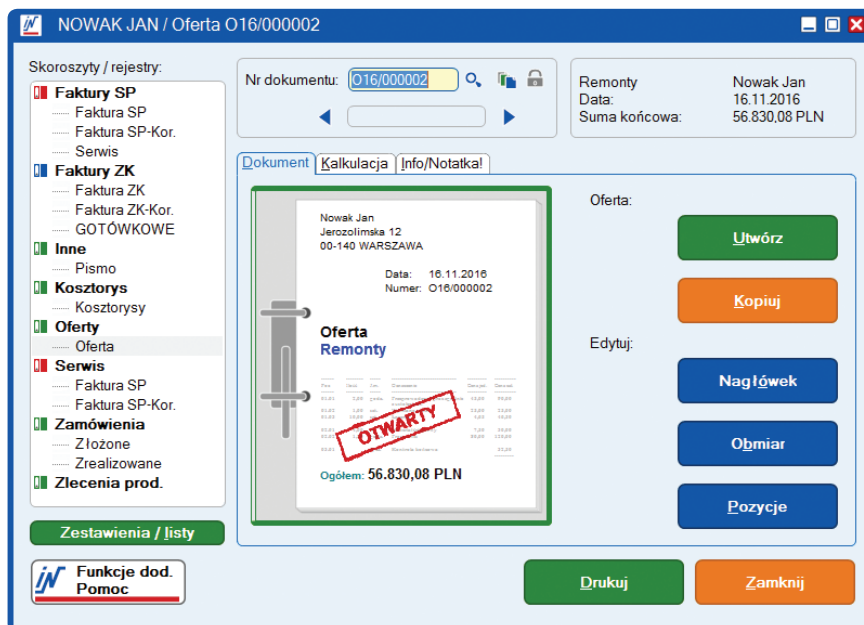 NOWAK JAN / Oferta O16/000002
Skoroszyty / rejestry:
Faktury SP
Faktura SP
Faktura SP-Kor.
Serwis
Faktury ZK
Faktura ZK
Faktura ZK-Kor.
GOTÓWKOWE
Inne
Pismo
Kosztorys
Kosztorysy
Oferty
Oferta
Serwis
Faktura SP
Faktura SP-Kor.
Zamówienia
Złożone
Zrealizowane
Zlecenia prod.
Zestawienia / listy
Funkcje dod.
Pomoc
Nr dokumentu: O16/000002
Remonty Nowak Jan
Data: 16.11.2016
Suma końcowa: 56.830,08 PLN
Dokument Kalkulacja Info/Notatka!
Nowak Jan
Jerozolimska 12
00-140 WARSZAWA
Data: 16.11.2016
Numer: O16/000002
Oferta
Remonty
OTWARTY
Ogółem: 56.830,08 PLN
Oferta:
Utwórz
Kopiuj
Edytuj:
Nagłówek
Obmiar
Pozycje
Drukuj
Zamknij